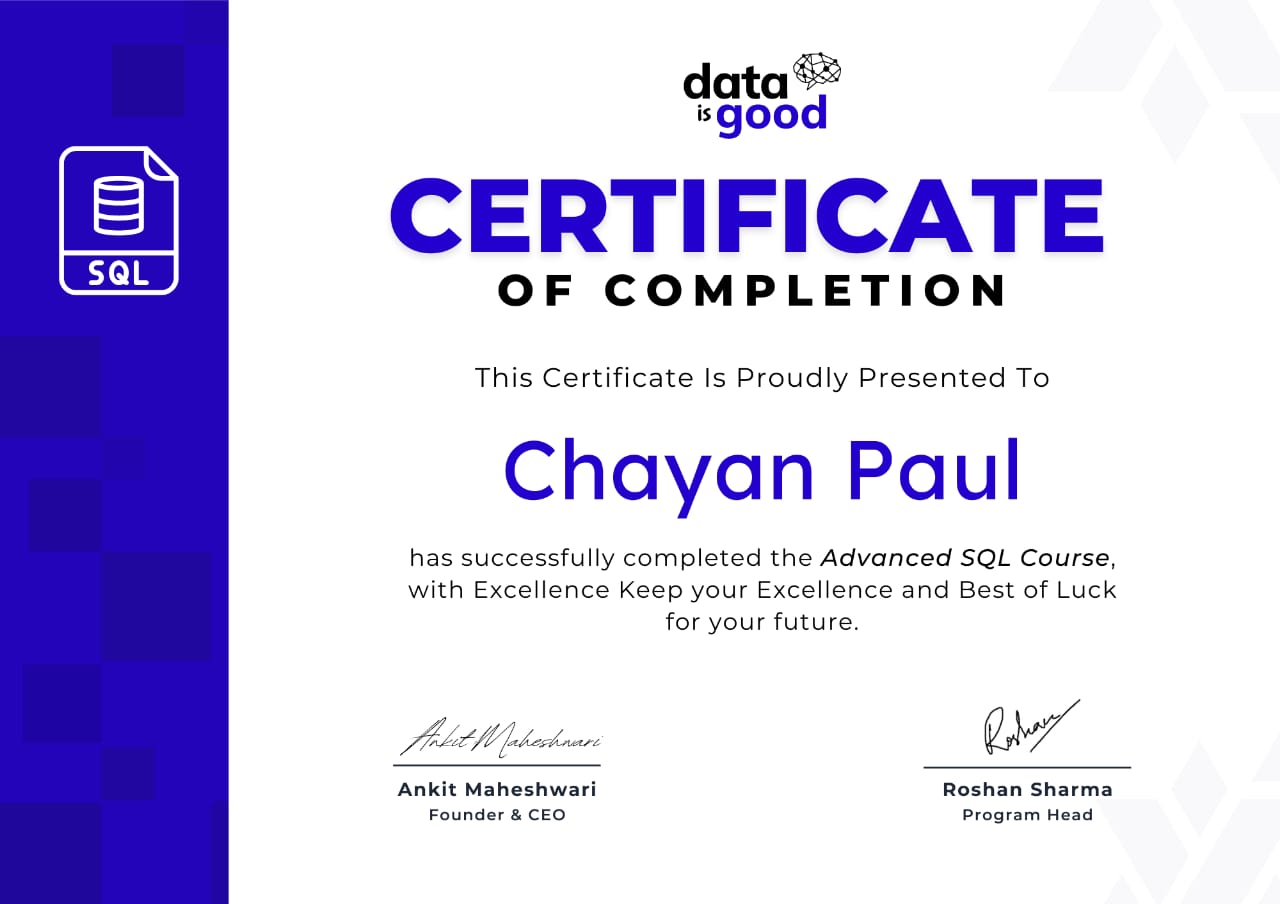 data
is good
SQL
CERTIFICATE
OF COMPLETION
This Certificate Is Proudly Presented To
Chayan Paul
has successfully completed the Advanced SQL Course,
with Excellence Keep your Excellence and Best of Luck
for your future.
Ankit Maheshwari
Roshan
Ankit Maheshwari
Roshan Sharma
Founder & CEO
Program Head